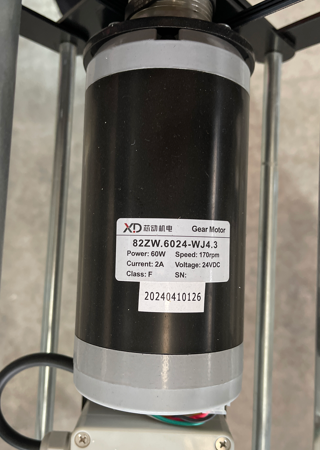 XD 芯动机电 Gear Motor
82ZW.6024-WJ4.3
Power: 60W Speed: 170rpm
Current: 2A Voltage: 24VDC
Class: F SN:
20240410126